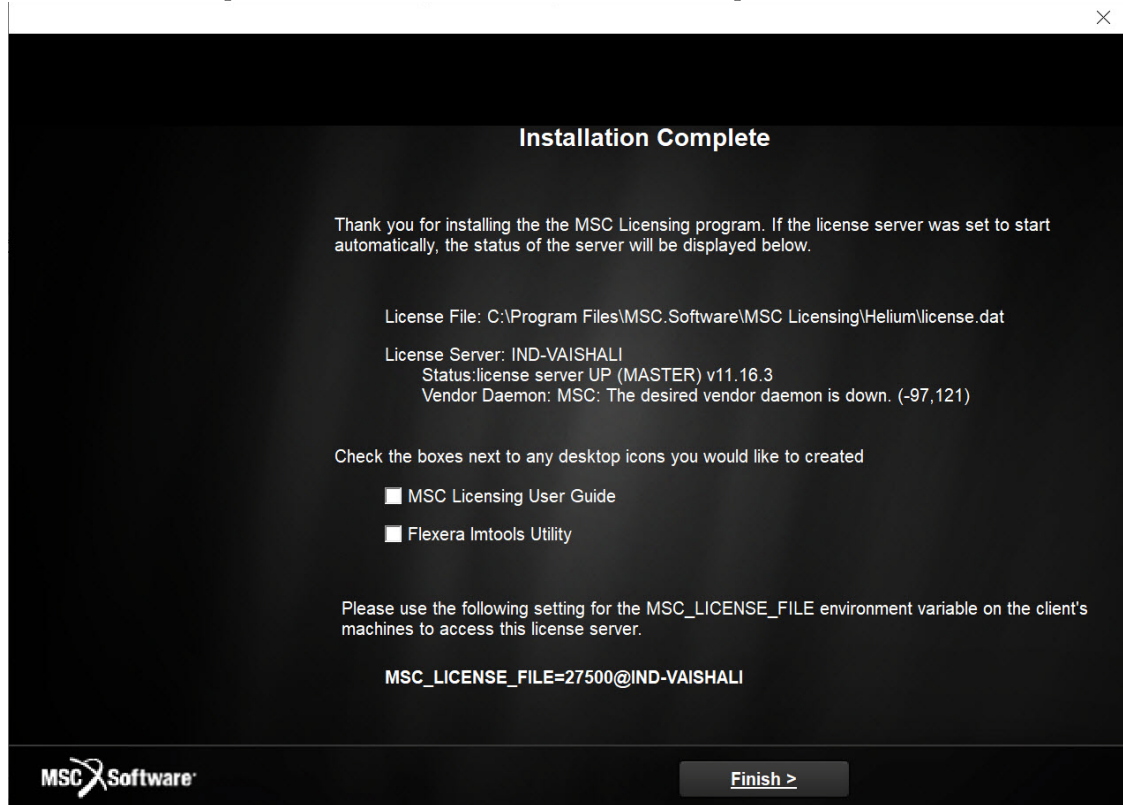 Installation Complete
Thank you for installing the the MSC Licensing program. If the license server was set to start
automatically, the status of the server will be displayed below.
License File: C:\Program Files\MSC.Software\MSC Licensing\Helium\license.dat
License Server: IND-VAISHALI
Status:license server UP (MASTER) v11.16.3
Vendor Daemon: MSC: The desired vendor daemon is down. (-97,121)
Check the boxes next to any desktop icons you would like to created
MSC Licensing User Guide
Flexera lmtools Utility
Please use the following setting for the MSC_LICENSE_FILE environment variable on the client's
machines to access this license server.
MSC_LICENSE_FILE=27500@IND-VAISHALI
MSC Software
Finish >